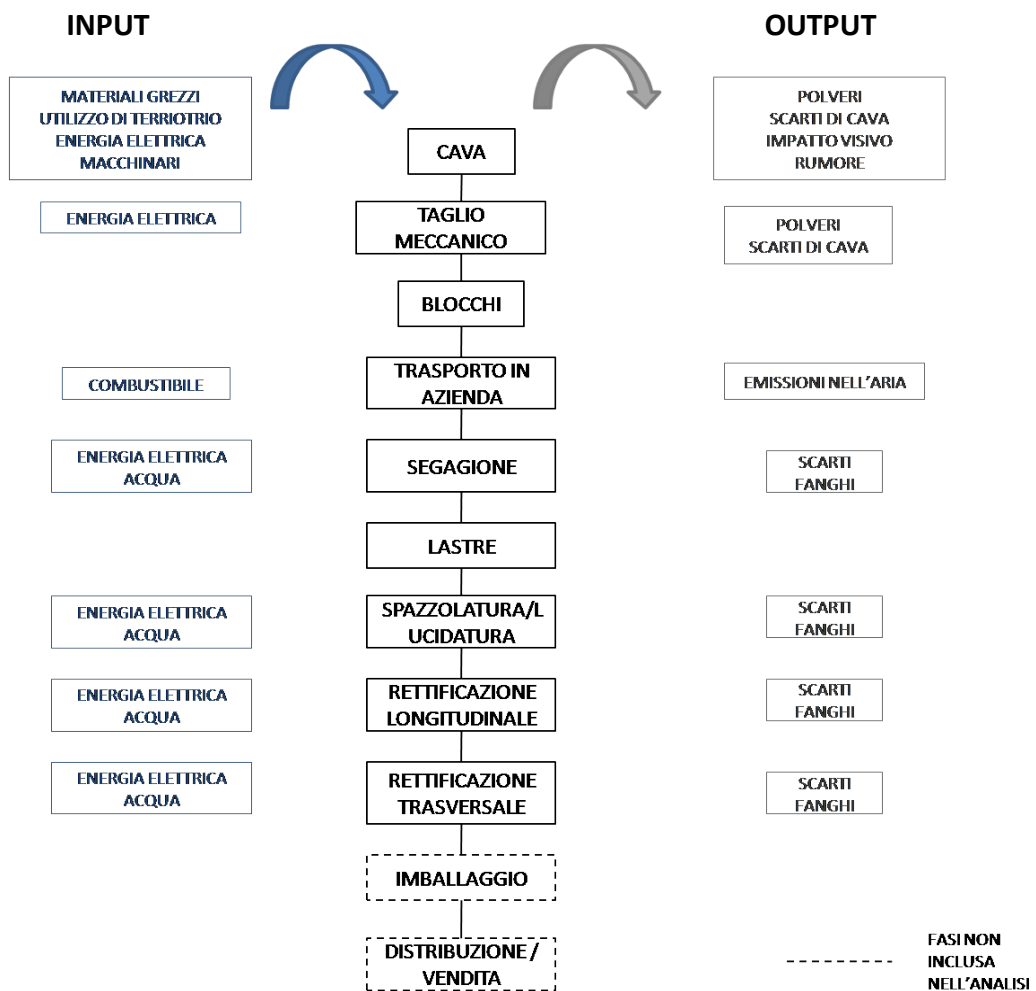 INPUT
OUTPUT
MATERIALI GREZZI
UTILIZZO DI TERRIOTRIO
ENERGIA ELETTRICA
MACCHINARI
CAVA
POLVERI
SCARTI DI CAVA
IMPATTO VISIVO
RUMORE
ENERGIA ELETTRICA
TAGLIO
MECCANICO
POLVERI
SCARTI DI CAVA
BLOCCHI
COMBUSTIBILE
TRASPORTO IN
AZIENDA
EMISSIONI NELL'ARIA
ENERGIA ELETTRICA
ACQUA
SEGAGIONE
SCARTI
FANGHI
LASTRE
ENERGIA ELETTRICA
ACQUA
SPAZZOLATURA/L
UCIDATURA
SCARTI
FANGHI
ENERGIA ELETTRICA
ACQUA
RETTIFICAZIONE
LONGITUDINALE
SCARTI
FANGHI
ENERGIA ELETTRICA
ACQUA
RETTIFICAZIONE
TRASVERSALE
SCARTI
FANGHI
IMBALLAGGIO
DISTRIBUZIONE /
VENDITA
FASI NON
INCLUSA
NELL'ANALISI